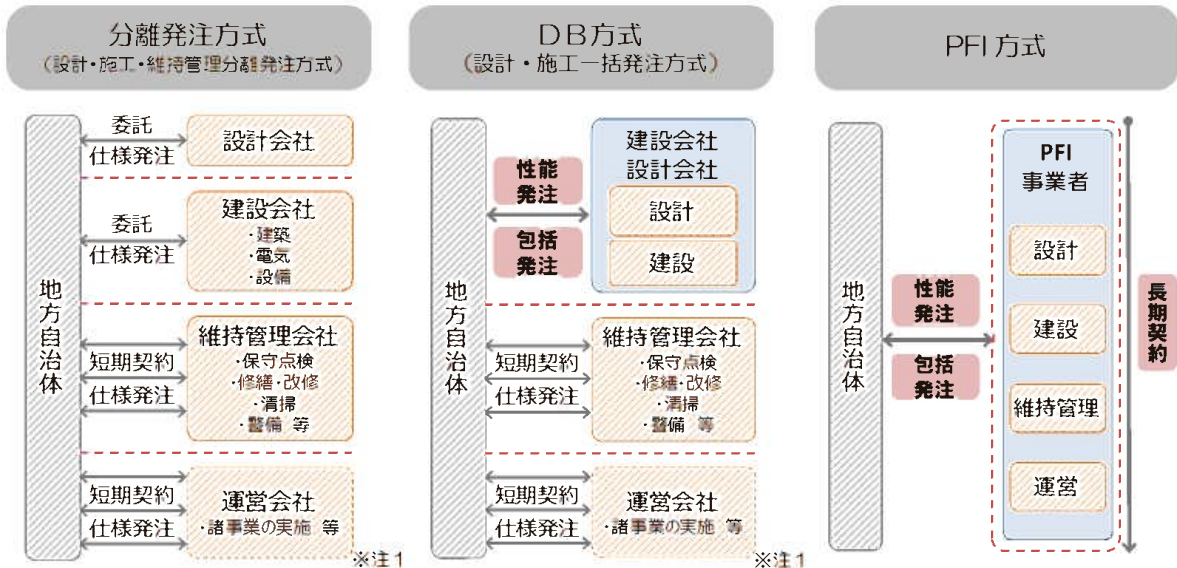 分離発注方式
(設計・施工・維持管理分離発注方式)
地方自治体
委託
仕様発注
設計会社
委託
仕様発注
建設会社
・建築
・電気
・設備
短期契約
仕様発注
維持管理会社
・保守点検
・修繕・改修
・清掃
・警備 等
短期契約
仕様発注
運営会社
・諸事業の実施 等
※注1
DB方式
(設計・施工一括発注方式)
地方自治体
性能
発注
包括
発注
建設会社
設計会社
設計
建設
短期契約
仕様発注
維持管理会社
・保守点検
・修繕・改修
・清掃
・警備 等
短期契約
仕様発注
運営会社
・諸事業の実施 等
※注1
PFI方式
地方自治体
性能
発注
包括
発注
PFI
事業者
設計
建設
維持管理
運営
長期契約